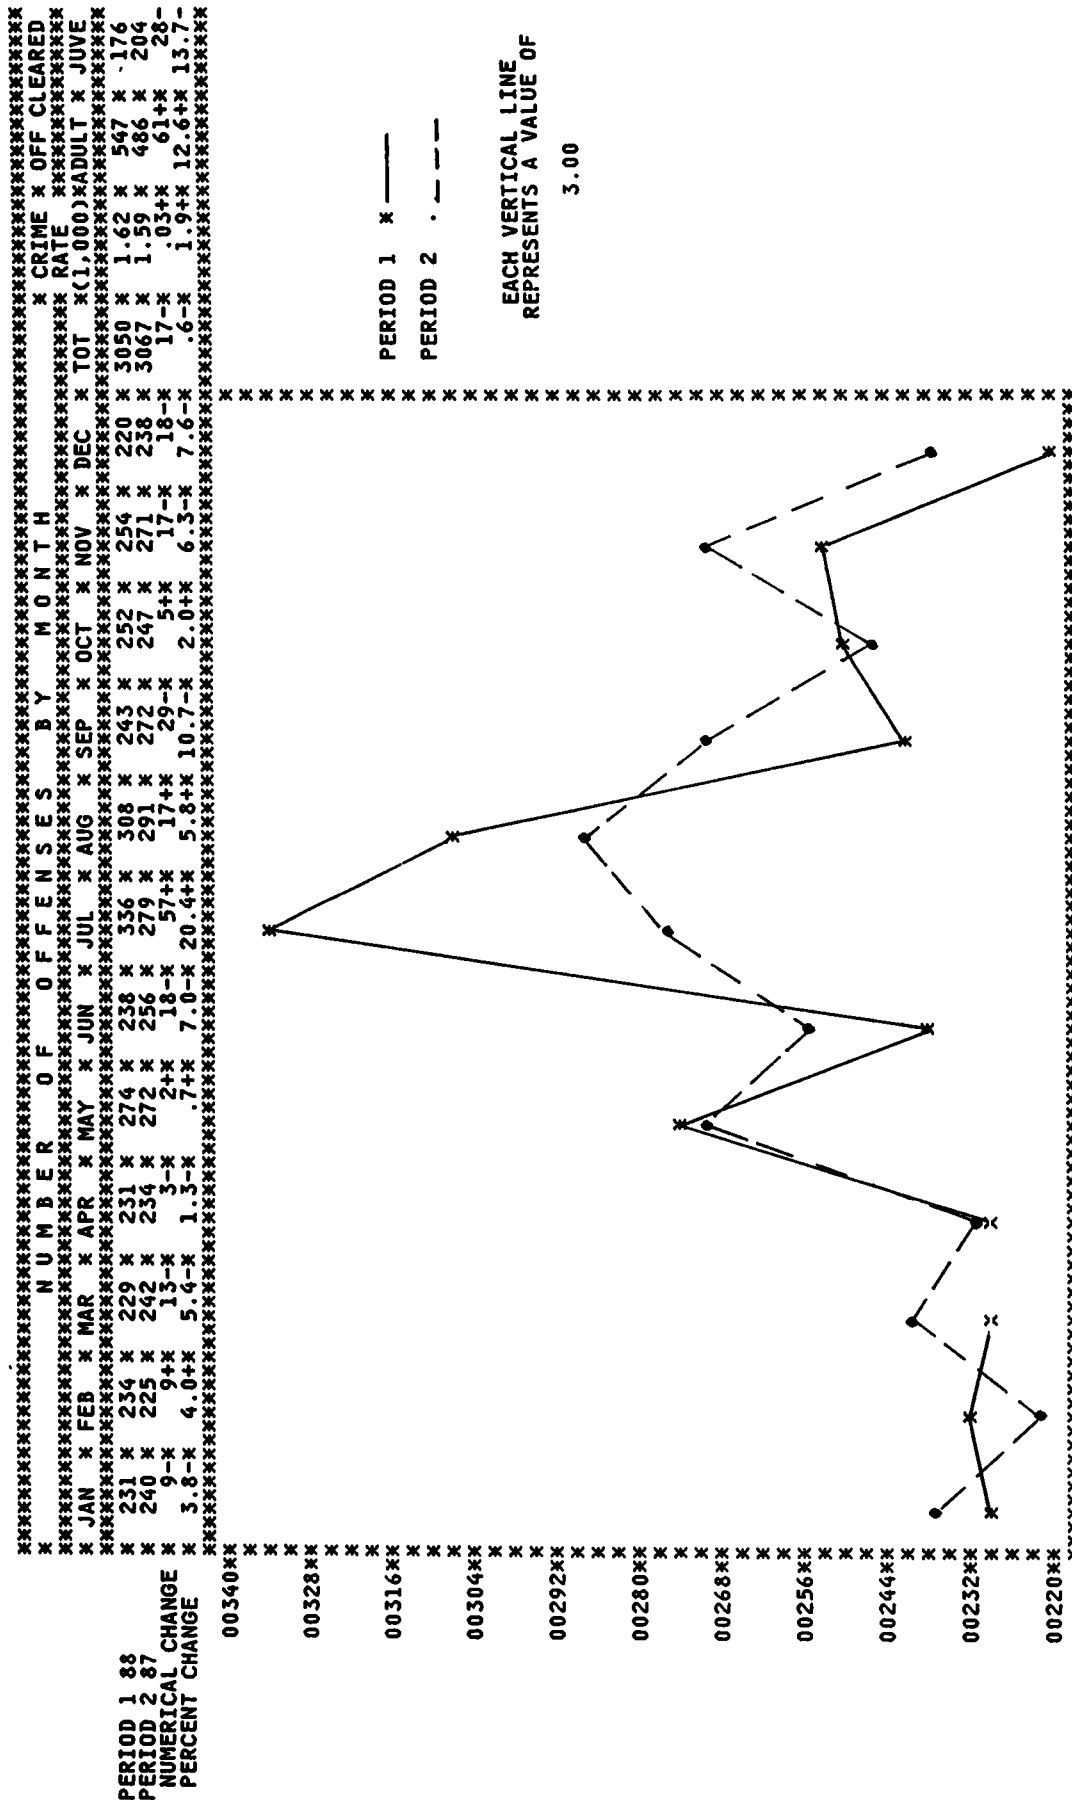 ***********************************************************************************
* NUMBER OF OFFENSES BY MONTH * CRIME * OFF CLEARED
*********************************************************************** RATE ************
* JAN * FEB * MAR * APR * MAY * JUN * JUL * AUG * SEP * OCT * NOV * DEC * TOT *(1,000)*ADULT * JUVE
***********************************************************************************
PERIOD 1 88 * 231 * 234 * 229 * 231 * 274 * 238 * 336 * 308 * 243 * 252 * 254 * 220 * 3050 * 1.62 * 547 * 176
PERIOD 2 87 * 240 * 225 * 242 * 234 * 272 * 256 * 279 * 291 * 272 * 247 * 271 * 238 * 3067 * 1.59 * 486 * 204
NUMERICAL CHANGE * 9-* 9+* 13-* 3-* 2+* 18-* 57+* 17+* 29-* 5+* 17-* 18-* 17-* .03+* 61+* 28-
PERCENT CHANGE * 3.8-* 4.0+* 5.4-* 1.3-* .7+* 7.0-* 20.4+* 5.8+* 10.7-* 2.0+* 6.3-* 7.6-* .6-* 1.9+* 12.6+* 13.7-
***********************************************************************************
00340**
00328**
00316**
00304**
00292**
00280**
00268**
00256**
00244**
00232**
00220**
PERIOD 1 *
PERIOD 2 .
EACH VERTICAL LINE
REPRESENTS A VALUE OF
3.00